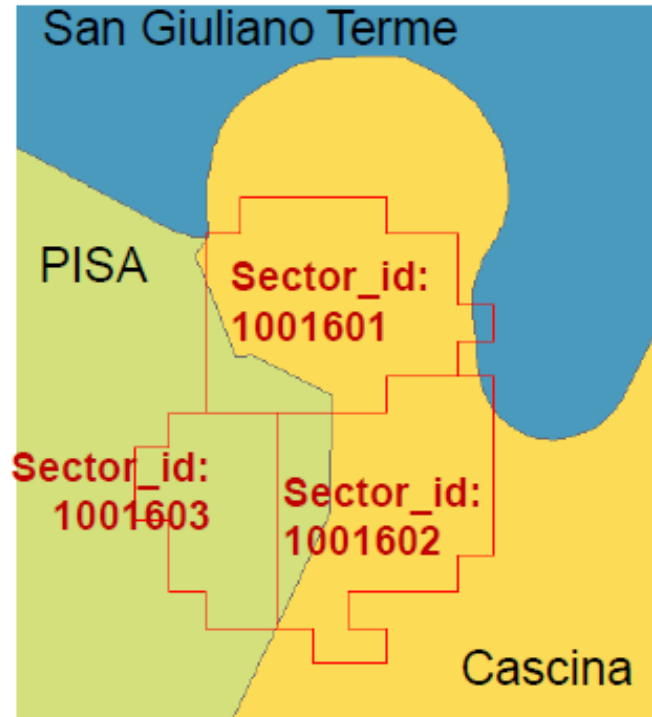 San Giuliano Terme
PISA
Sector_id:
1001601
Sector_id:
1001603
Sector_id:
1001602
Cascina